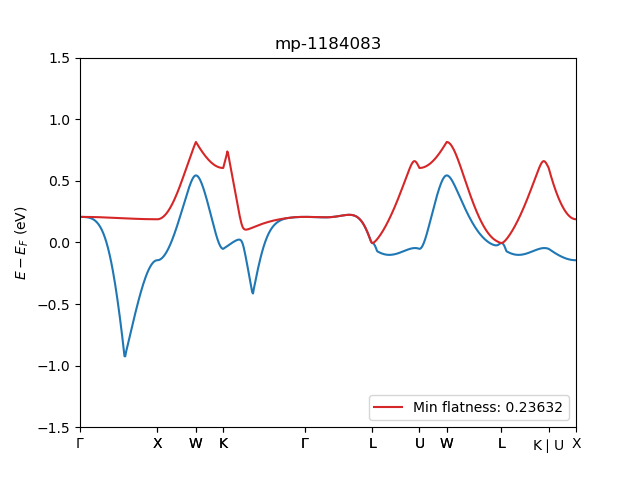 mp-1184083
1.5
1.0
0.5
0.0
−0.5
−1.0
−1.5
E − E_F (eV)
Min flatness: 0.23632
Γ X W K Γ L U W L K | U X